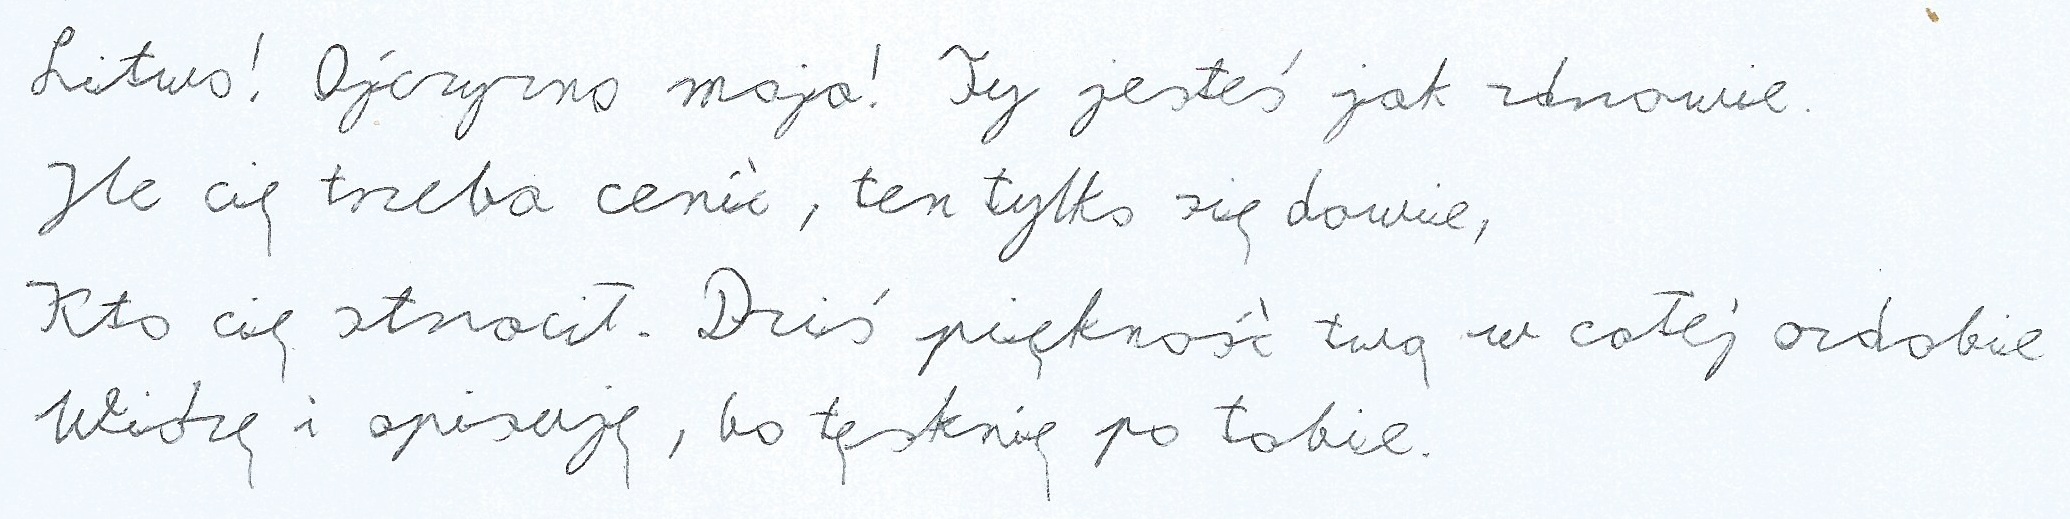 Litwo! Ojczyzno moja! Ty jesteś jak zdrowie.
Ile cię trzeba cenić, ten tylko się dowie,
Kto cię stracił. Dziś piękność twą w całej ozdobie
Widzę i opisuję, bo tęsknię po tobie.